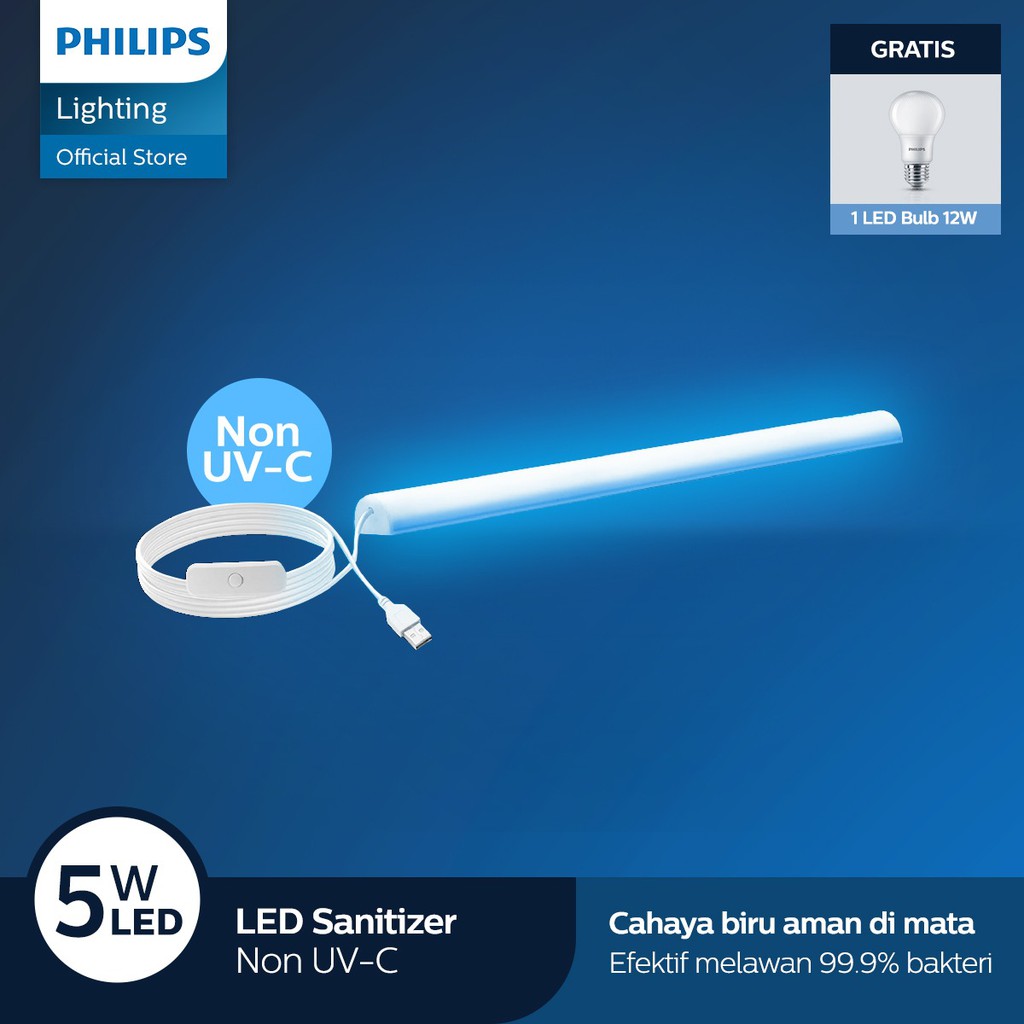 PHILIPS
Lighting
Official Store
GRATIS
PHILIPS
1 LED Bulb 12W
Non
UV-C
5W
LED
LED Sanitizer
Non UV-C
Cahaya biru aman di mata
Efektif melawan 99.9% bakteri